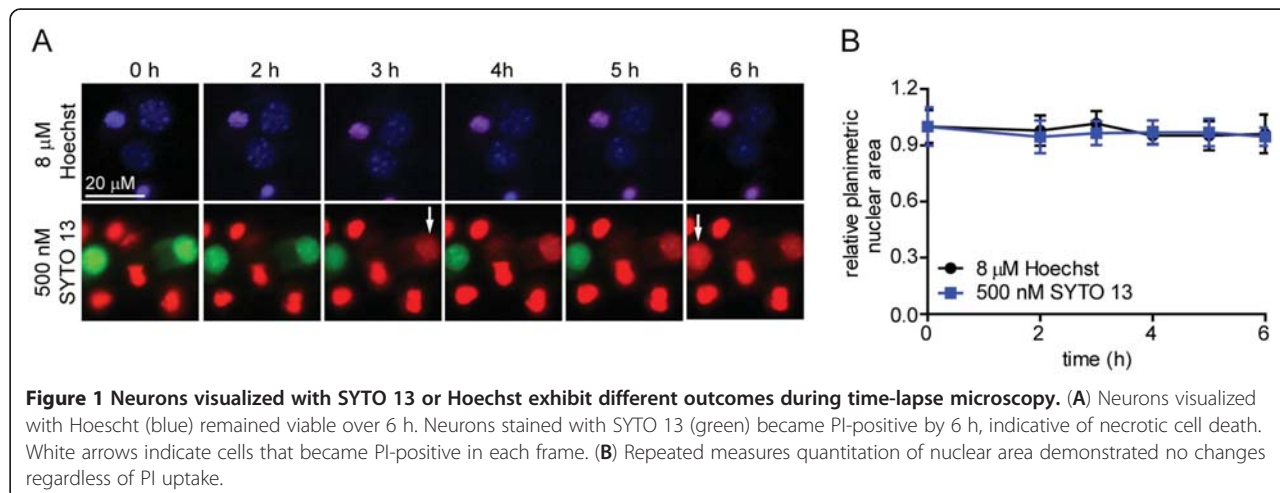 A
0 h 2 h 3 h 4h 5 h 6 h
8 μM
Hoechst
20 μM
500 nM
SYTO 13
B
relative planimetric
nuclear area
1.2
0.9
0.6
0.3
0.0
8 μM Hoechst
500 nM SYTO 13
0 2 4 6
time (h)
Figure 1 Neurons visualized with SYTO 13 or Hoechst exhibit different outcomes during time-lapse microscopy. (A) Neurons visualized
with Hoescht (blue) remained viable over 6 h. Neurons stained with SYTO 13 (green) became PI-positive by 6 h, indicative of necrotic cell death.
White arrows indicate cells that became PI-positive in each frame. (B) Repeated measures quantitation of nuclear area demonstrated no changes
regardless of PI uptake.